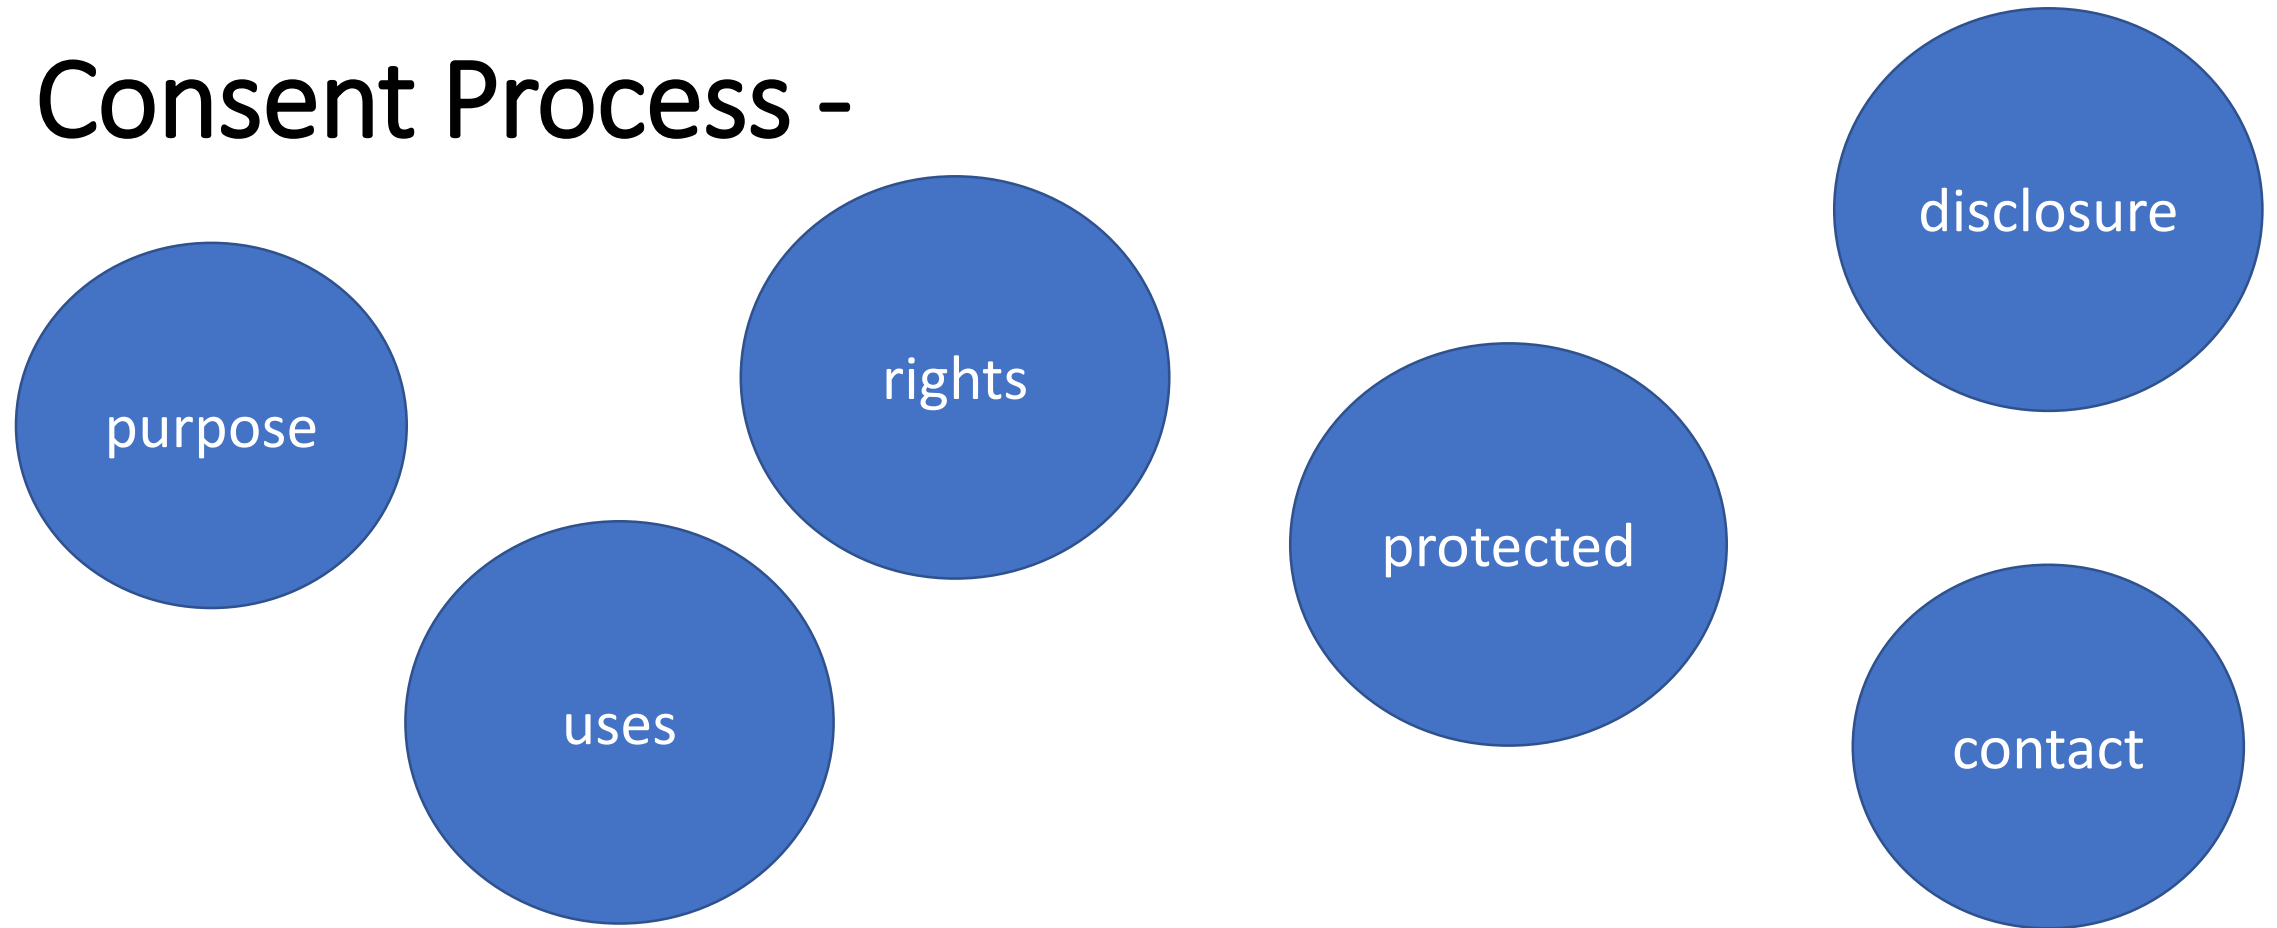 Consent Process -
purpose
uses
rights
protected
disclosure
contact